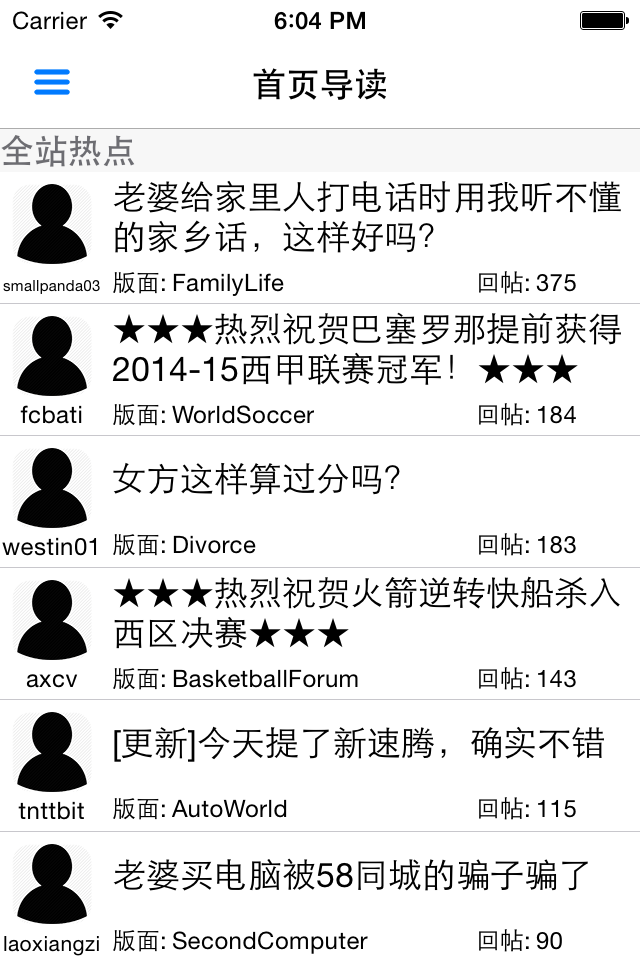 Carrier 6:04 PM
首页导读
全站热点
老婆给家里人打电话时用我听不懂
的家乡话，这样好吗？
smallpanda03 版面: FamilyLife 回帖: 375
★★★热烈祝贺巴塞罗那提前获得
2014-15西甲联赛冠军！★★★
fcbati 版面: WorldSoccer 回帖: 184
女方这样算过分吗？
westin01 版面: Divorce 回帖: 183
★★★热烈祝贺火箭逆转快船杀入
西区决赛★★★
axcv 版面: BasketballForum 回帖: 143
[更新]今天提了新速腾，确实不错
tnttbit 版面: AutoWorld 回帖: 115
老婆买电脑被58同城的骗子骗了
laoxiangzi 版面: SecondComputer 回帖: 90